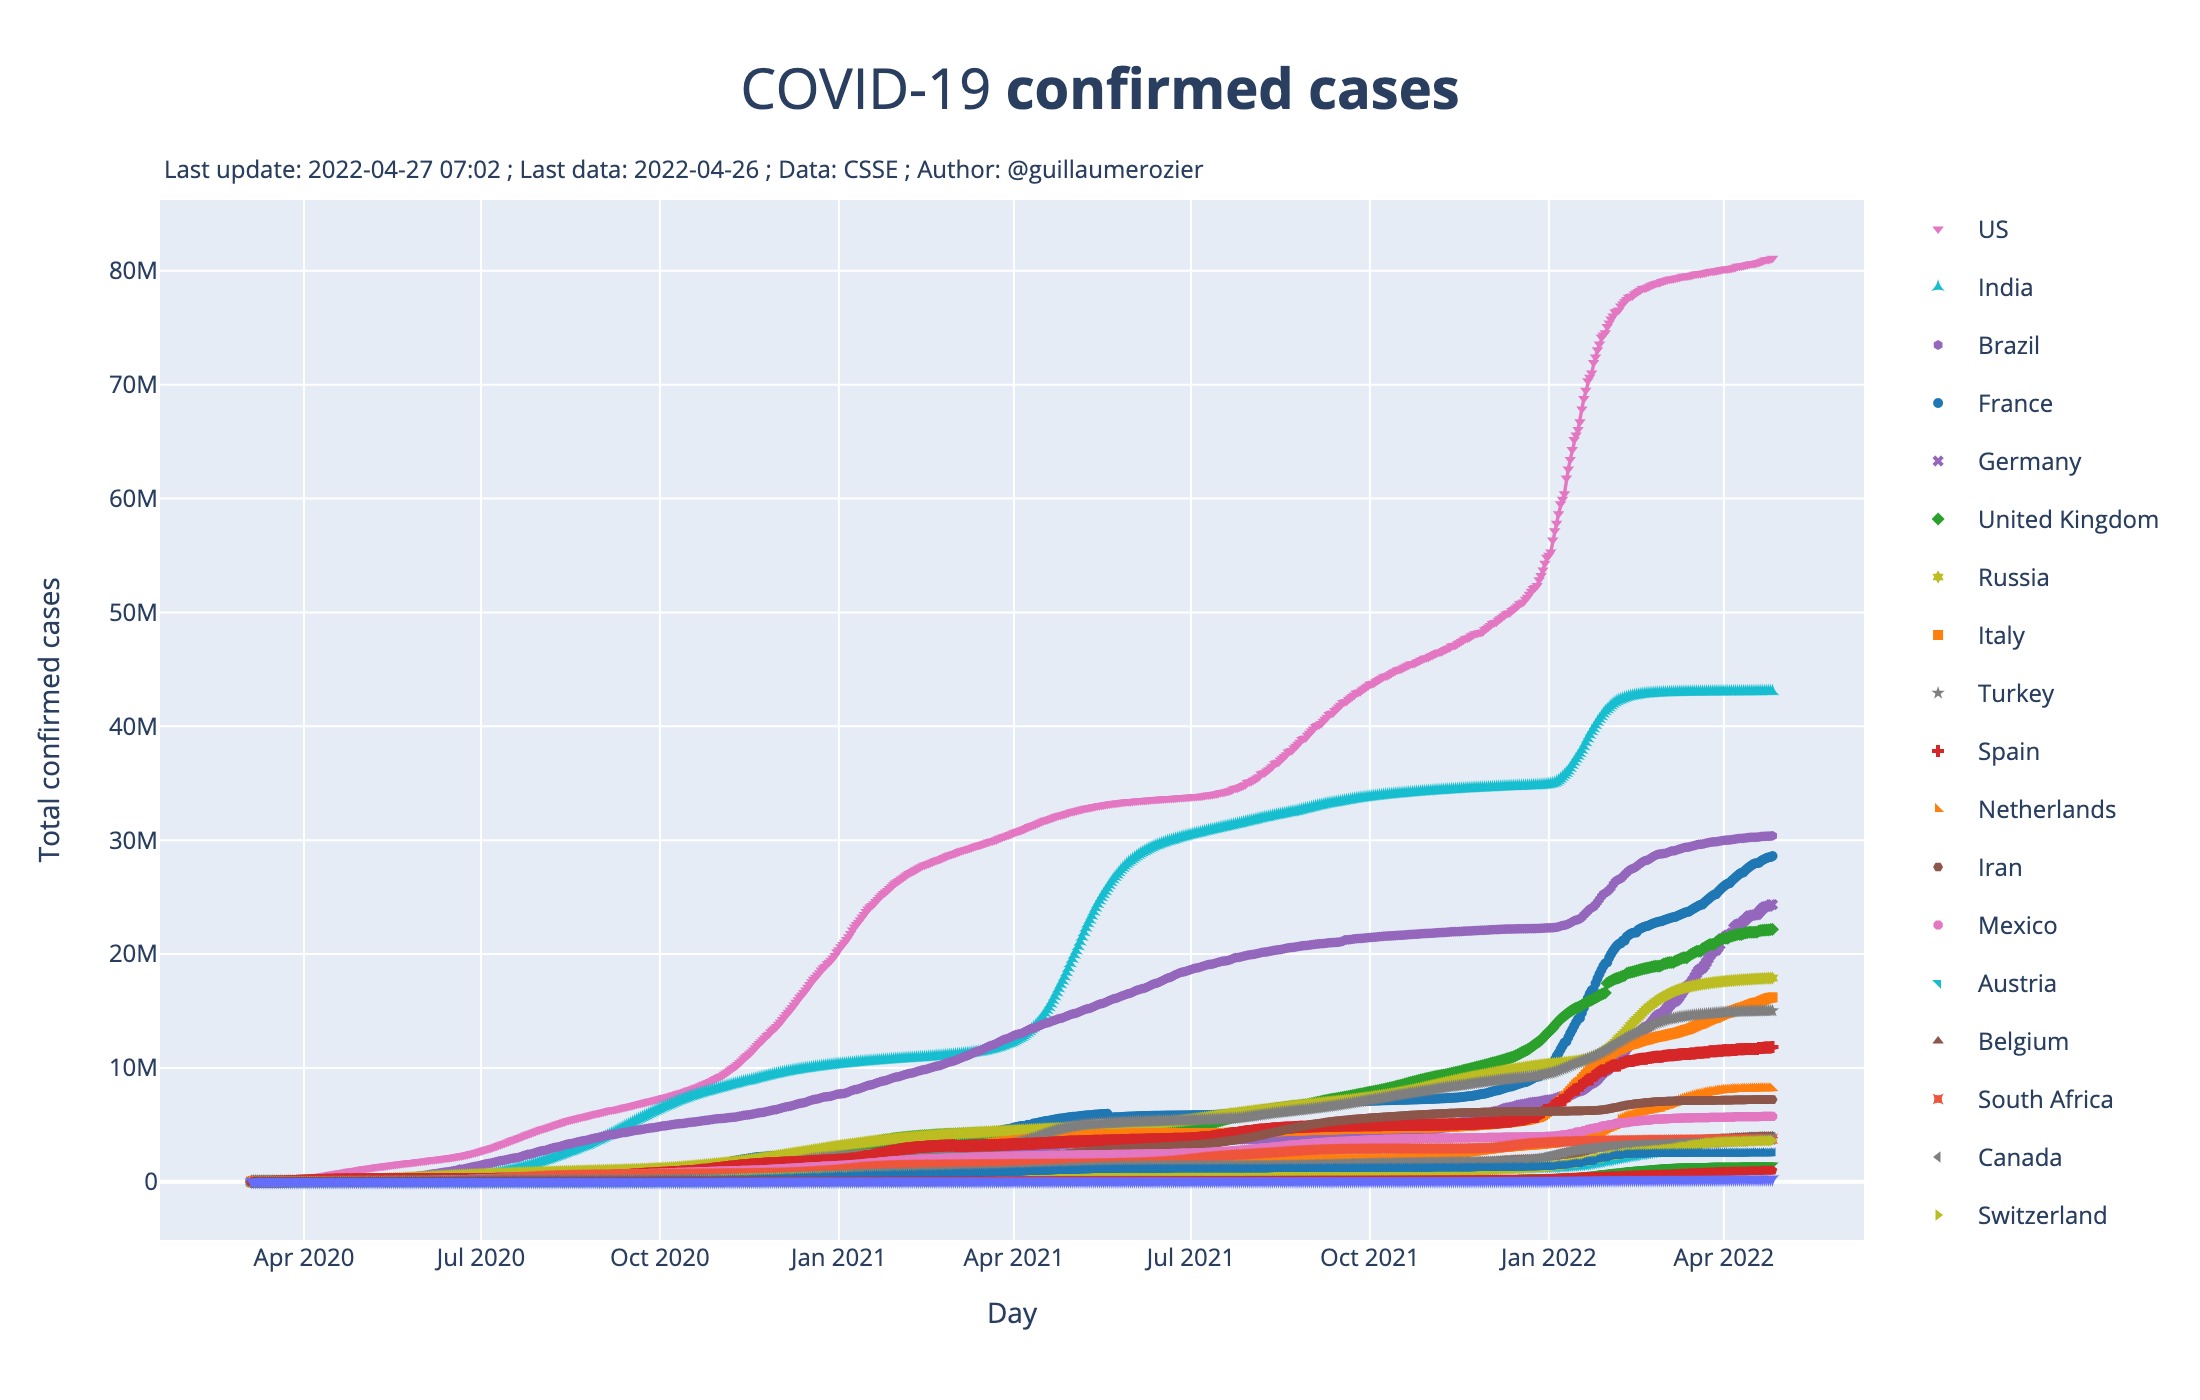 COVID-19 confirmed cases
Last update: 2022-04-27 07:02 ; Last data: 2022-04-26 ; Data: CSSE ; Author: @guillaumerozier
Total confirmed cases
80M
70M
60M
50M
40M
30M
20M
10M
0
Apr 2020
Jul 2020
Oct 2020
Jan 2021
Apr 2021
Jul 2021
Oct 2021
Jan 2022
Apr 2022
Day
US
India
Brazil
France
Germany
United Kingdom
Russia
Italy
Turkey
Spain
Netherlands
Iran
Mexico
Austria
Belgium
South Africa
Canada
Switzerland